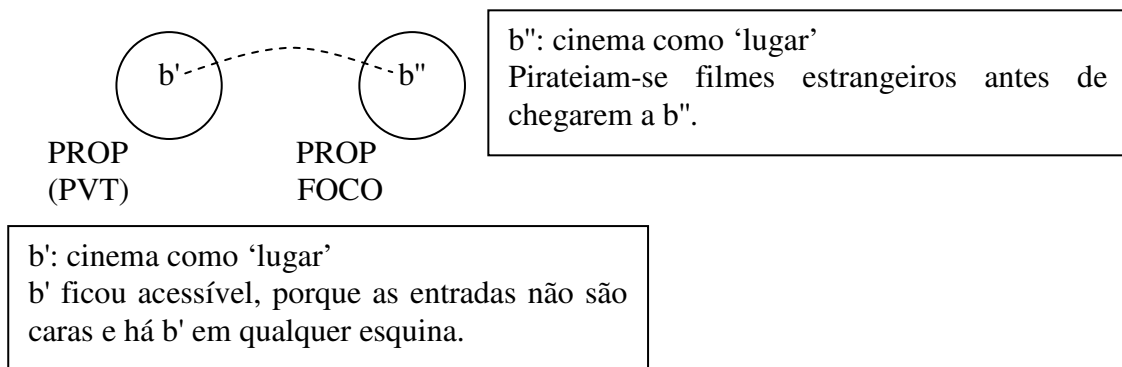 b' b"
PROP
(PVT)
PROP
FOCO
b": cinema como ‘lugar’
Pirateiam-se filmes estrangeiros antes de
chegarem a b".
b': cinema como ‘lugar’
b' ficou acessível, porque as entradas não são
caras e há b' em qualquer esquina.